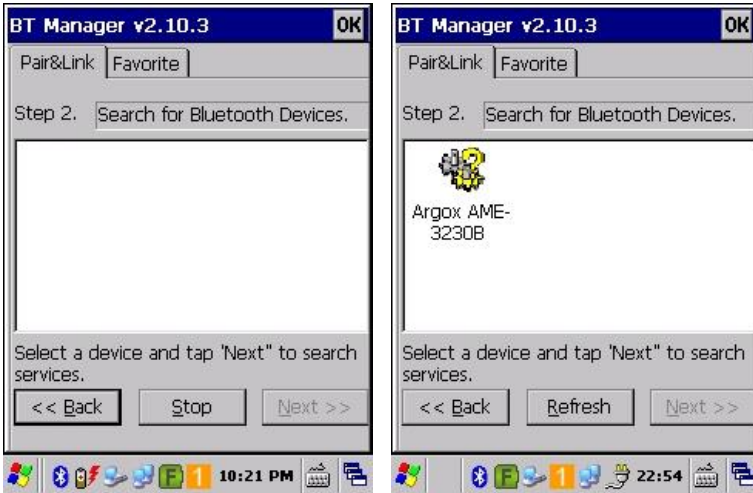 BT Manager v2.10.3 OK
Pair&Link Favorite
Step 2. Search for Bluetooth Devices.
Select a device and tap 'Next" to search
services.
<< Back Stop Next >>
F 1 10:21 PM
BT Manager v2.10.3 OK
Pair&Link Favorite
Step 2. Search for Bluetooth Devices.
Argox AME-
3230B
Select a device and tap 'Next" to search
services.
<< Back Refresh Next >>
F 1 22:54